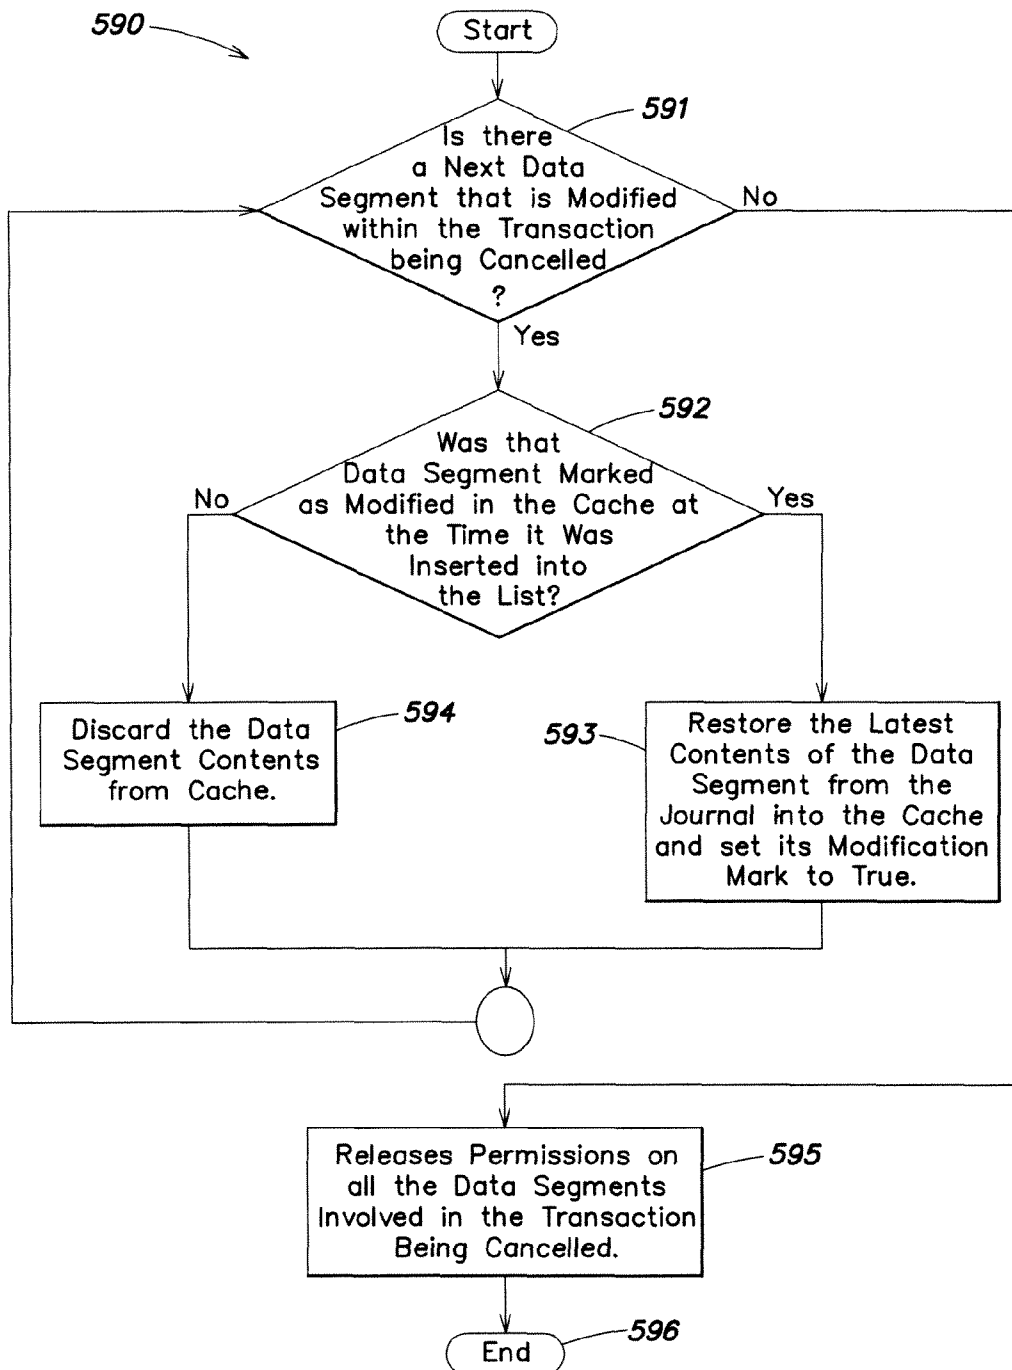 590
Start
591
Is there
a Next Data
Segment that is Modified
within the Transaction
being Cancelled
?
No
Yes
592
Was that
Data Segment Marked
as Modified in the Cache at
the Time it Was
Inserted into
the List?
No
Yes
594
Discard the Data
Segment Contents
from Cache.
593
Restore the Latest
Contents of the Data
Segment from the
Journal into the Cache
and set its Modification
Mark to True.
Releases Permissions on
all the Data Segments
Involved in the Transaction
Being Cancelled.
595
End
596